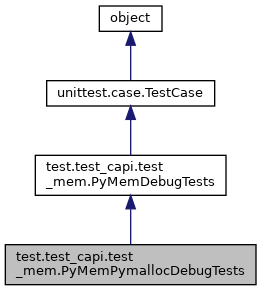 object
unittest.case.TestCase
test.test_capi.test
_mem.PyMemDebugTests
test.test_capi.test
_mem.PyMemPymallocDebugTests